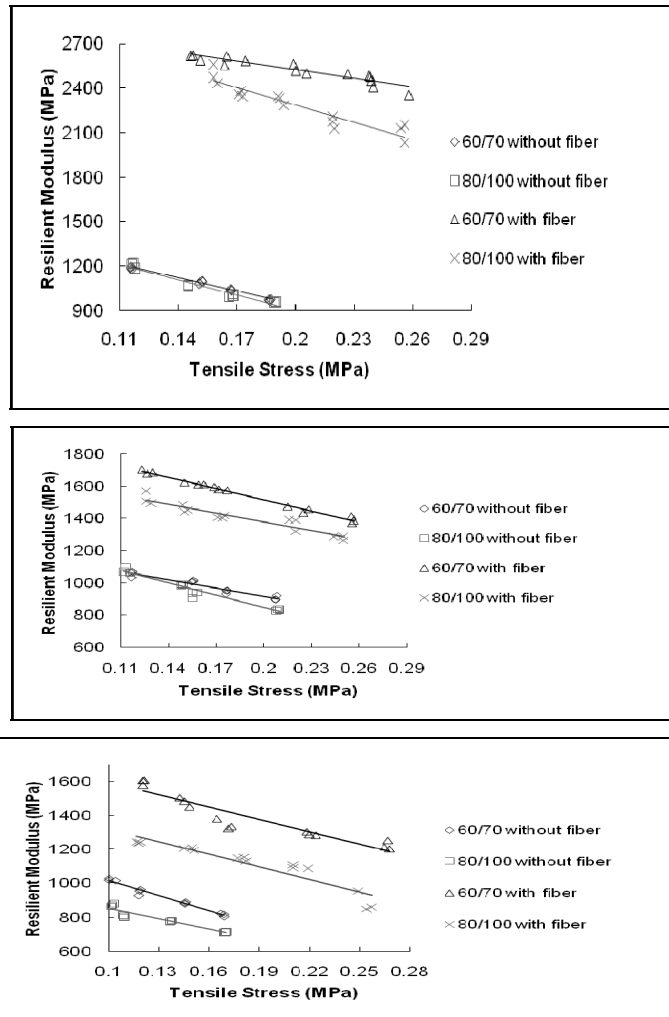 2700
2400
2100
1800
1500
1200
900
Resilient Modulus (MPa)
0.11 0.14 0.17 0.2 0.23 0.26 0.29
Tensile Stress (MPa)
60/70 without fiber
80/100 without fiber
60/70 with fiber
80/100 with fiber
1800
1600
1400
1200
1000
800
600
Resilient Modulus (MPa)
0.11 0.14 0.17 0.2 0.23 0.26 0.29
Tensile Stress (MPa)
60/70 without fiber
80/100 without fiber
60/70 with fiber
80/100 with fiber
1600
1400
1200
1000
800
600
Resilient Modulus (MPa)
0.1 0.13 0.16 0.19 0.22 0.25 0.28
Tensile Stress (MPa)
60/70 without fiber
80/100 without fiber
60/70 with fiber
80/100 with fiber